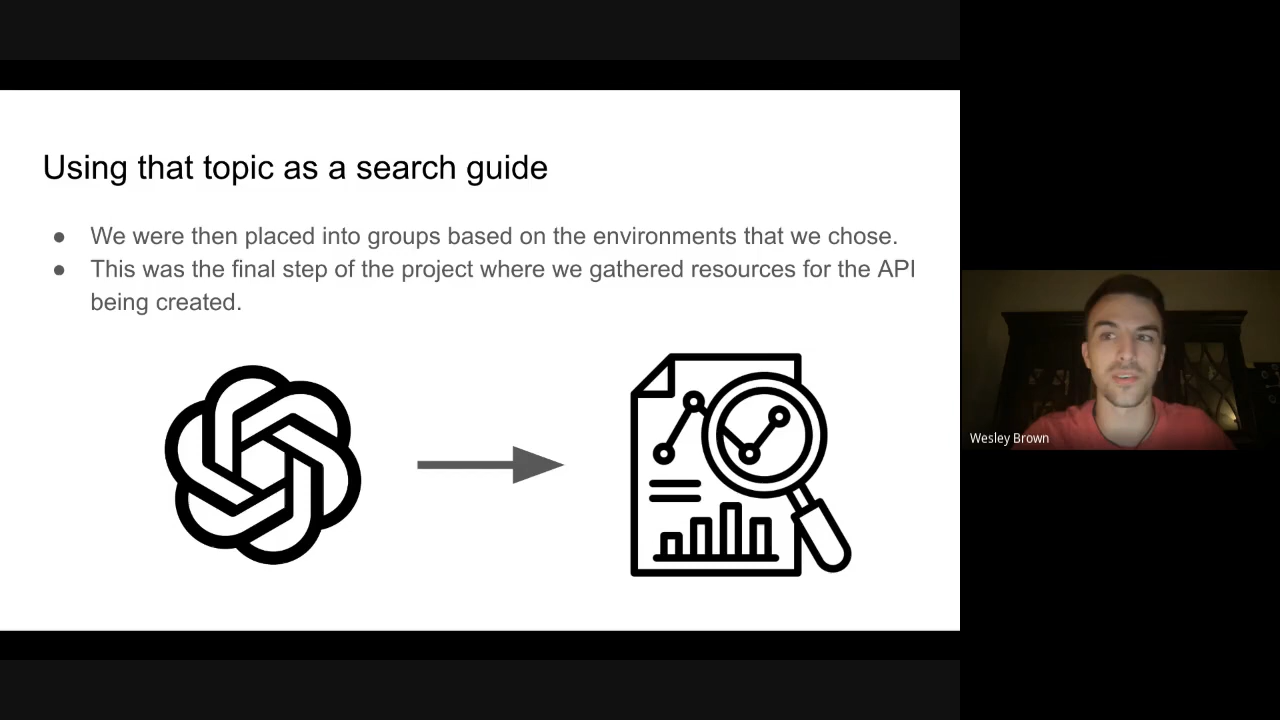 Using that topic as a search guide
● We were then placed into groups based on the environments that we chose.
● This was the final step of the project where we gathered resources for the API
being created.
Wesley Brown